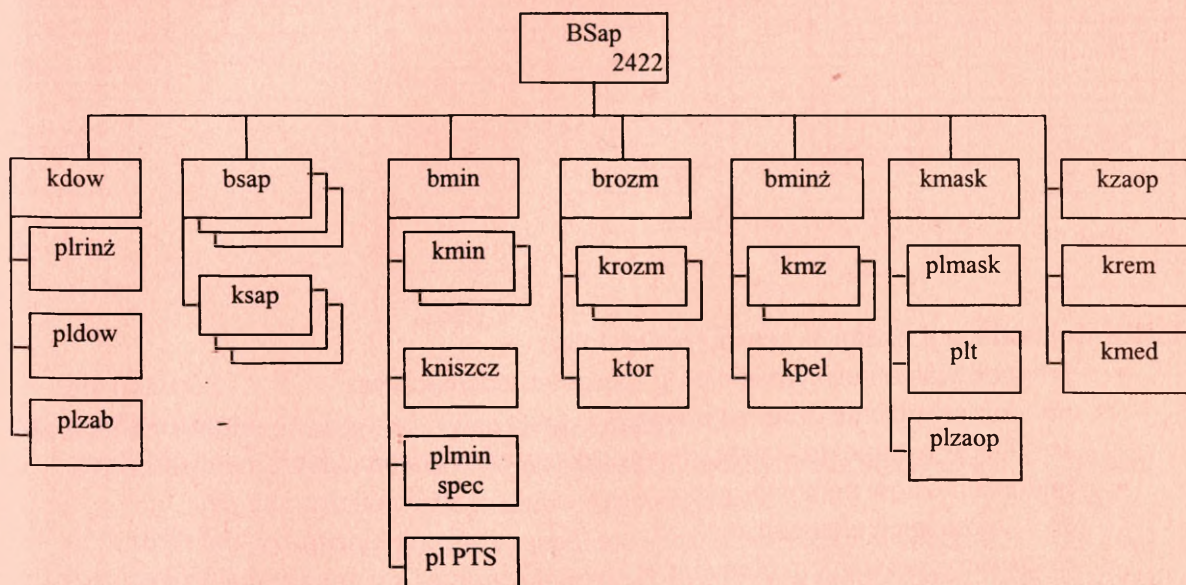 BSap
2422
kdow
bsap
bmin
brozm
bminż
kmask
kzaop
plrinż
kmin
krozm
kmz
plmask
krem
pldow
ksap
kniszcz
ktor
kpel
plt
kmed
plzab
plmin
spec
plzaop
pl PTS